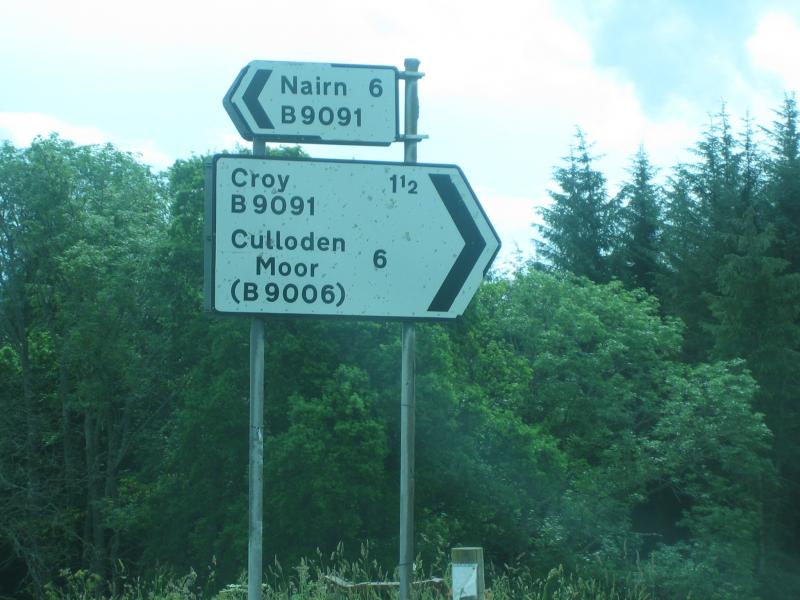 Nairn 6
B9091
Croy 1½
B9091
Culloden
Moor 6
(B9006)